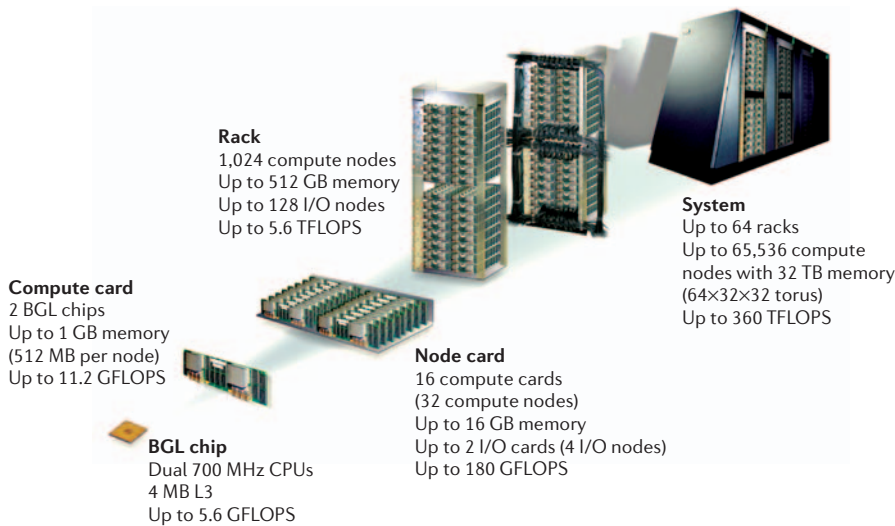 Rack
1,024 compute nodes
Up to 512 GB memory
Up to 128 I/O nodes
Up to 5.6 TFLOPS
System
Up to 64 racks
Up to 65,536 compute
nodes with 32 TB memory
(64×32×32 torus)
Up to 360 TFLOPS
Compute card
2 BGL chips
Up to 1 GB memory
(512 MB per node)
Up to 11.2 GFLOPS
Node card
16 compute cards
(32 compute nodes)
Up to 16 GB memory
Up to 2 I/O cards (4 I/O nodes)
Up to 180 GFLOPS
BGL chip
Dual 700 MHz CPUs
4 MB L3
Up to 5.6 GFLOPS